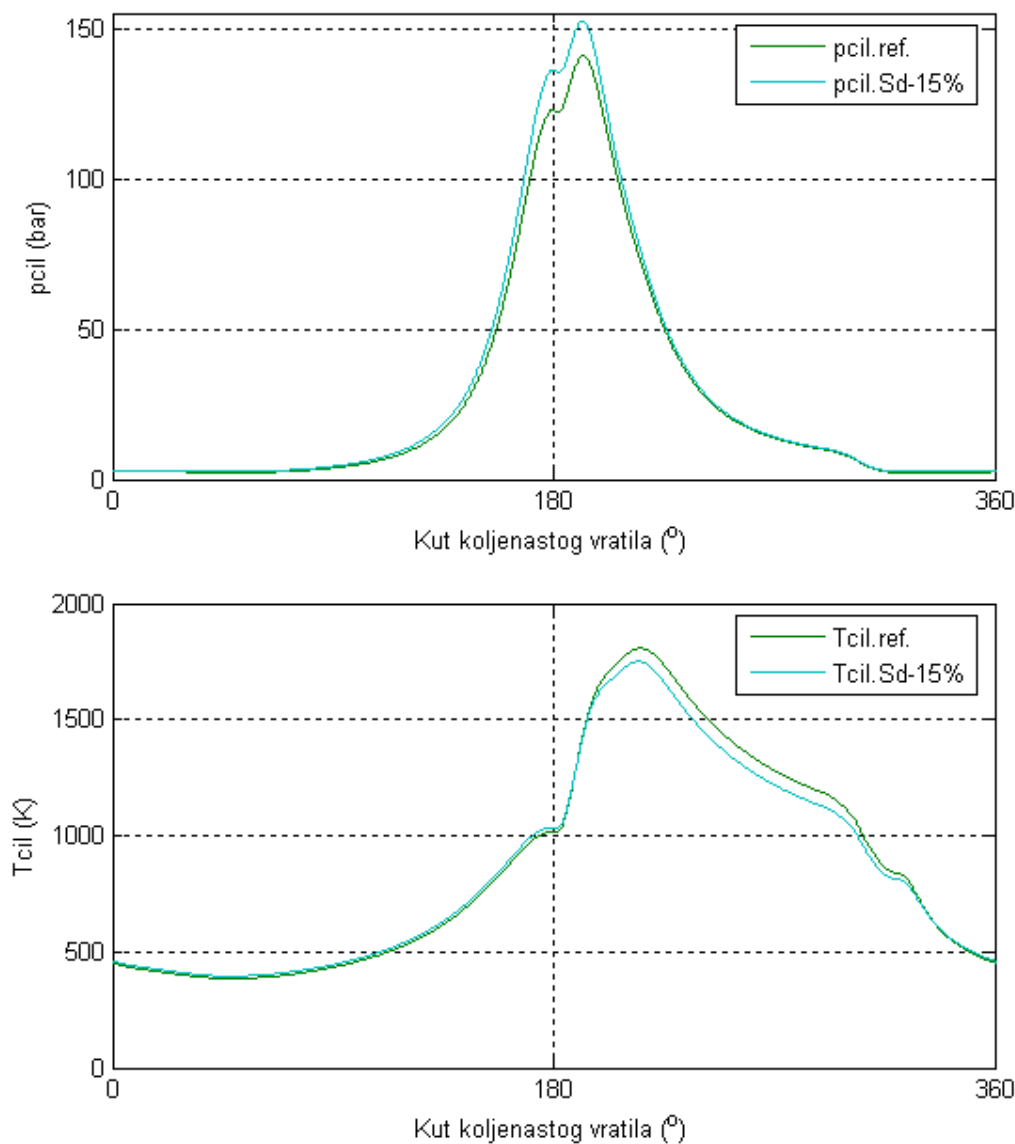 150
100
50
0
pcil (bar)
pcil.ref.
pcil.Sd-15%
0
180
360
Kut koljenastog vratila (º)
2000
1500
1000
500
0
Tcil (K)
Tcil.ref.
Tcil.Sd-15%
0
180
360
Kut koljenastog vratila (º)